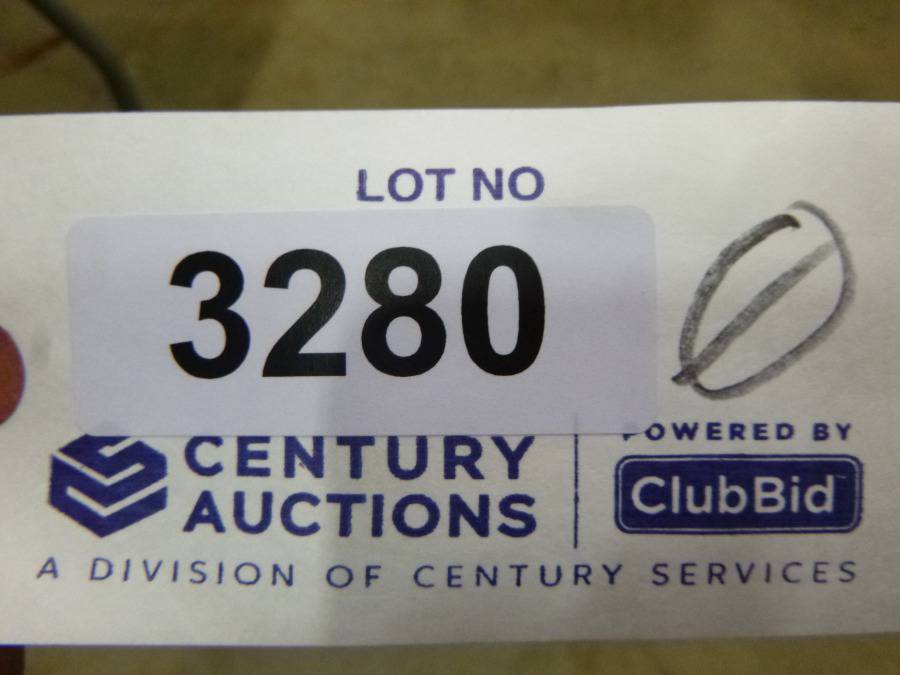 LOT NO
3280
CENTURY
AUCTIONS
POWERED BY
ClubBid
A DIVISION OF CENTURY SERVICES